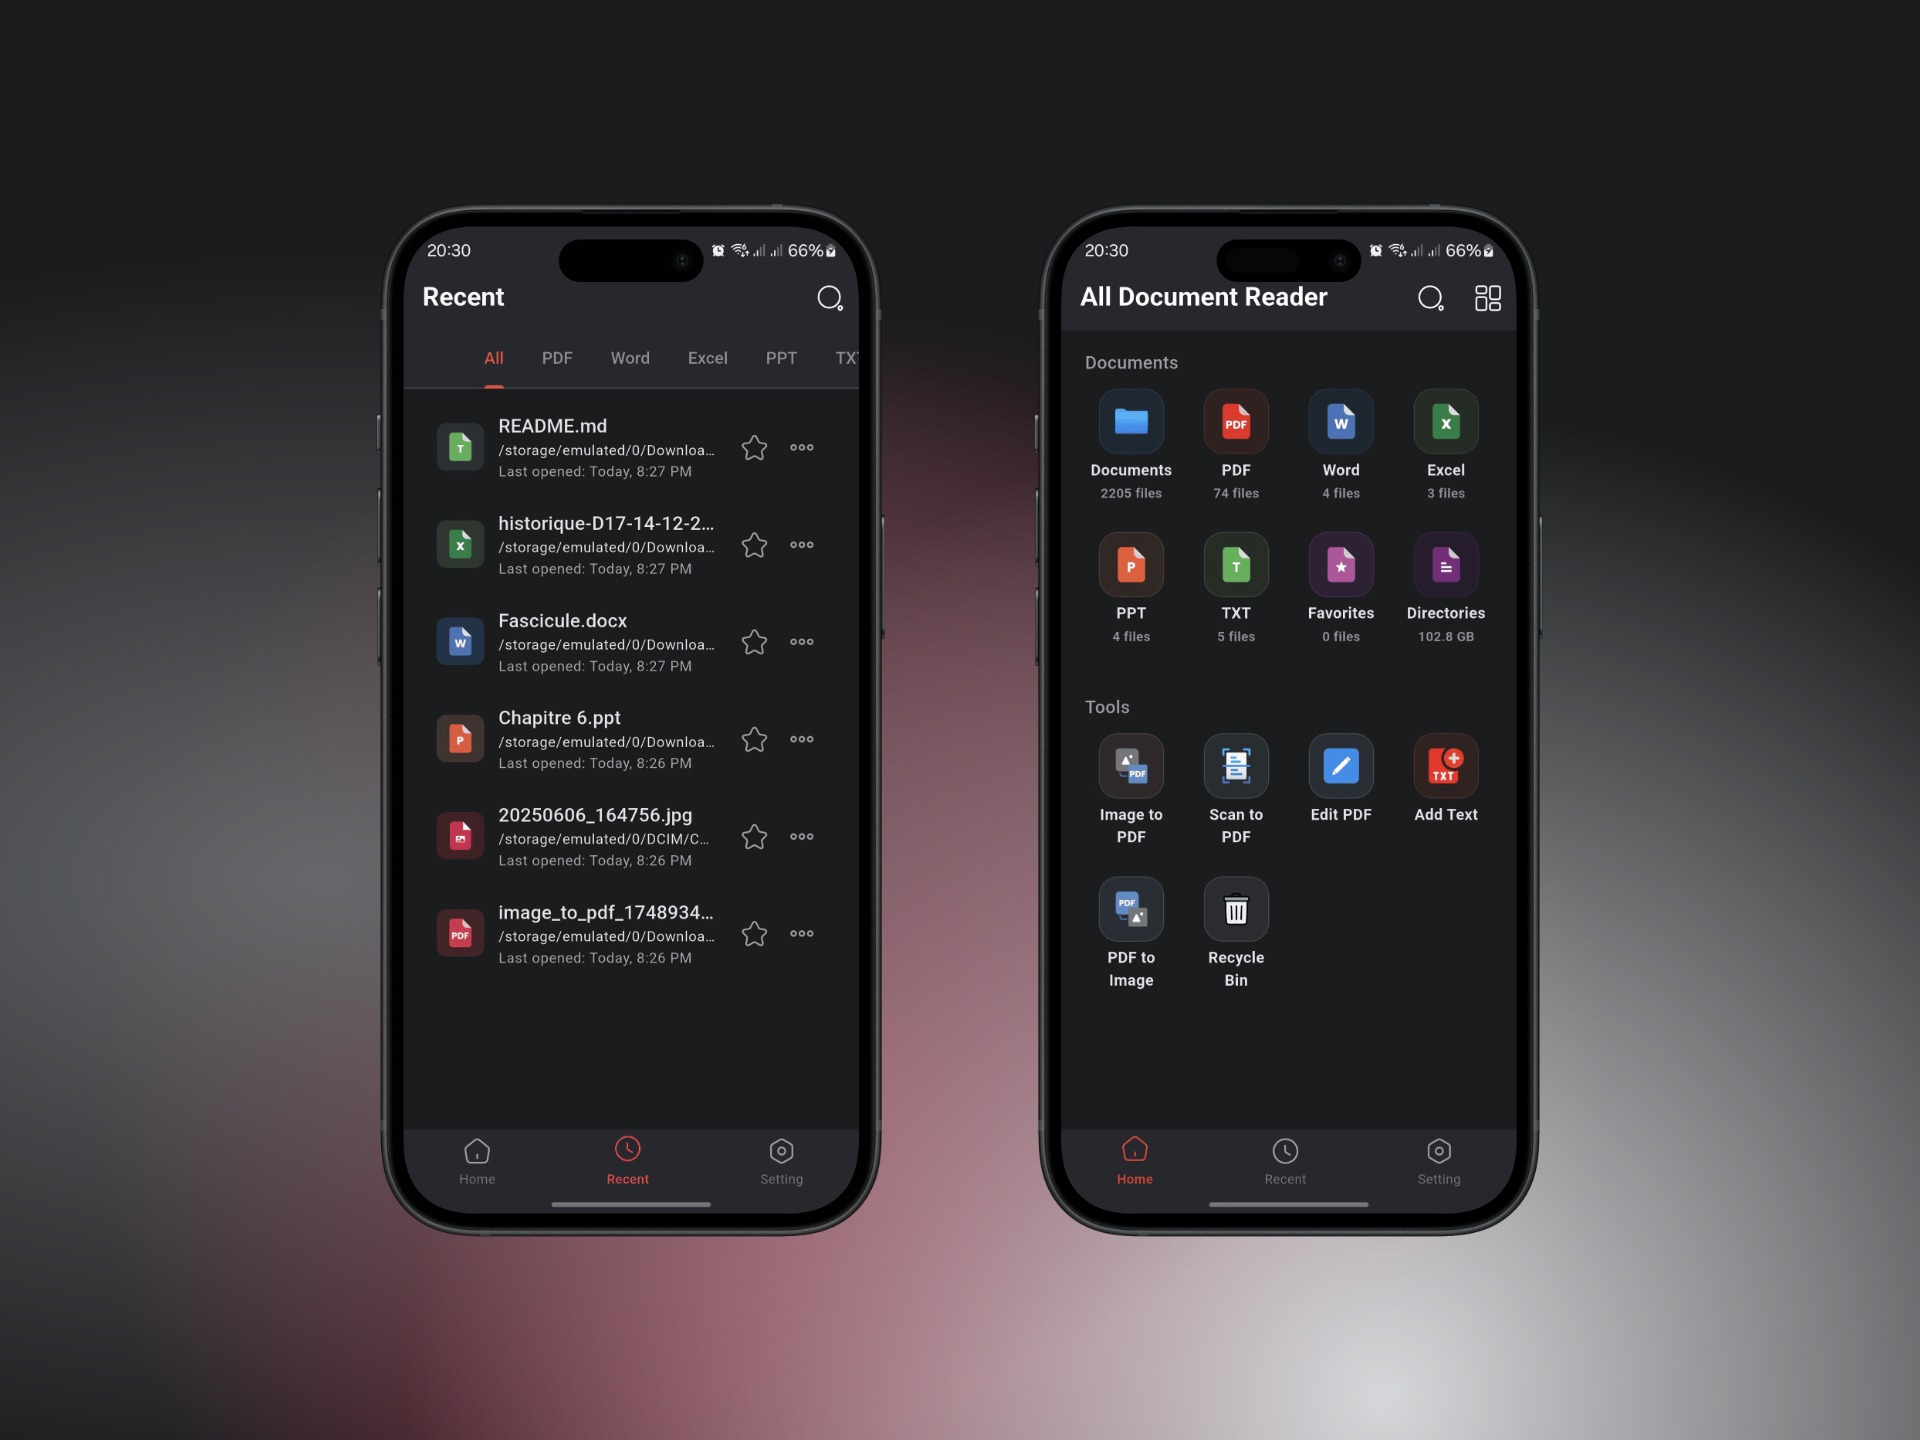 20:30
66%
Recent
All
PDF
Word
Excel
PPT
TXT
T
README.md
/storage/emulated/0/Downloa...
Last opened: Today, 8:27 PM
X
historique-D17-14-12-2...
/storage/emulated/0/Downloa...
Last opened: Today, 8:27 PM
W
Fascicule.docx
/storage/emulated/0/Downloa...
Last opened: Today, 8:27 PM
P
Chapitre 6.ppt
/storage/emulated/0/Downloa...
Last opened: Today, 8:26 PM
20250606_164756.jpg
/storage/emulated/0/DCIM/C...
Last opened: Today, 8:26 PM
PDF
image_to_pdf_1748934...
/storage/emulated/0/Downloa...
Last opened: Today, 8:26 PM
Home
Recent
Setting
20:30
66%
All Document Reader
Documents
PDF
W
X
Documents
PDF
Word
Excel
2205 files
74 files
4 files
3 files
P
T
PPT
TXT
Favorites
Directories
4 files
5 files
0 files
102.8 GB
Tools
PDF
TXT
Image to
PDF
Scan to
PDF
Edit PDF
Add Text
PDF
PDF to
Image
Recycle
Bin
Home
Recent
Setting